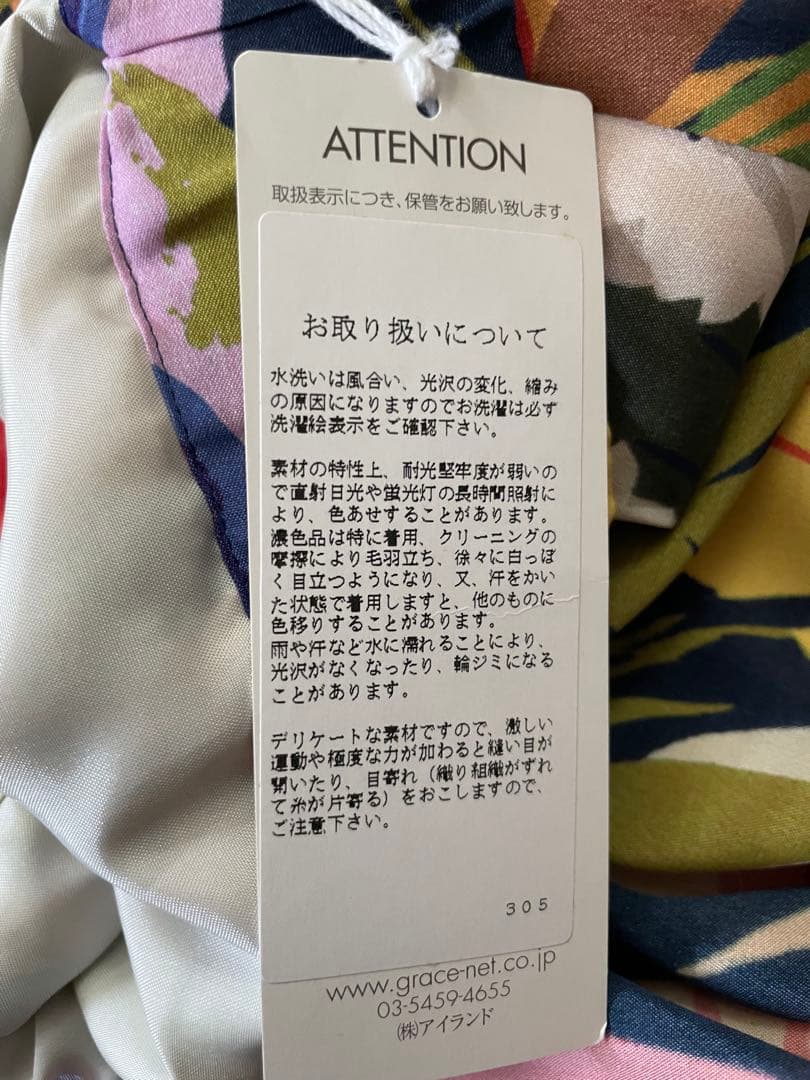 ATTENTION
取扱表示につき、保管をお願い致します。
お取り扱いについて
水洗いは風合い、光沢の変化、縮み
の原因になりますのでお洗濯は必ず
洗濯絵表示をご確認下さい。
素材の特性上、耐光堅牢度が弱いの
で直射日光や蛍光灯の長時間照射に
より、色あせすることがあります。
濃色品は特に着用、クリーニングの
摩擦により毛羽立ち、徐々に白っぽ
く目立つようになり、又、汗をかい
た状態で着用しますと、他のものに
色移りすることがあります。
雨や汗など水に濡れることにより、
光沢がなくなったり、輪ジミになる
ことがあります。
デリケートな素材ですので、激しい
運動や極度な力が加わると縫い目が
開いたり、目寄れ（織り組織がずれ
て糸が片寄る）をおこしますので、
ご注意下さい。
305
www.grace-net.co.jp
03-5459-4655
(株)アイランド